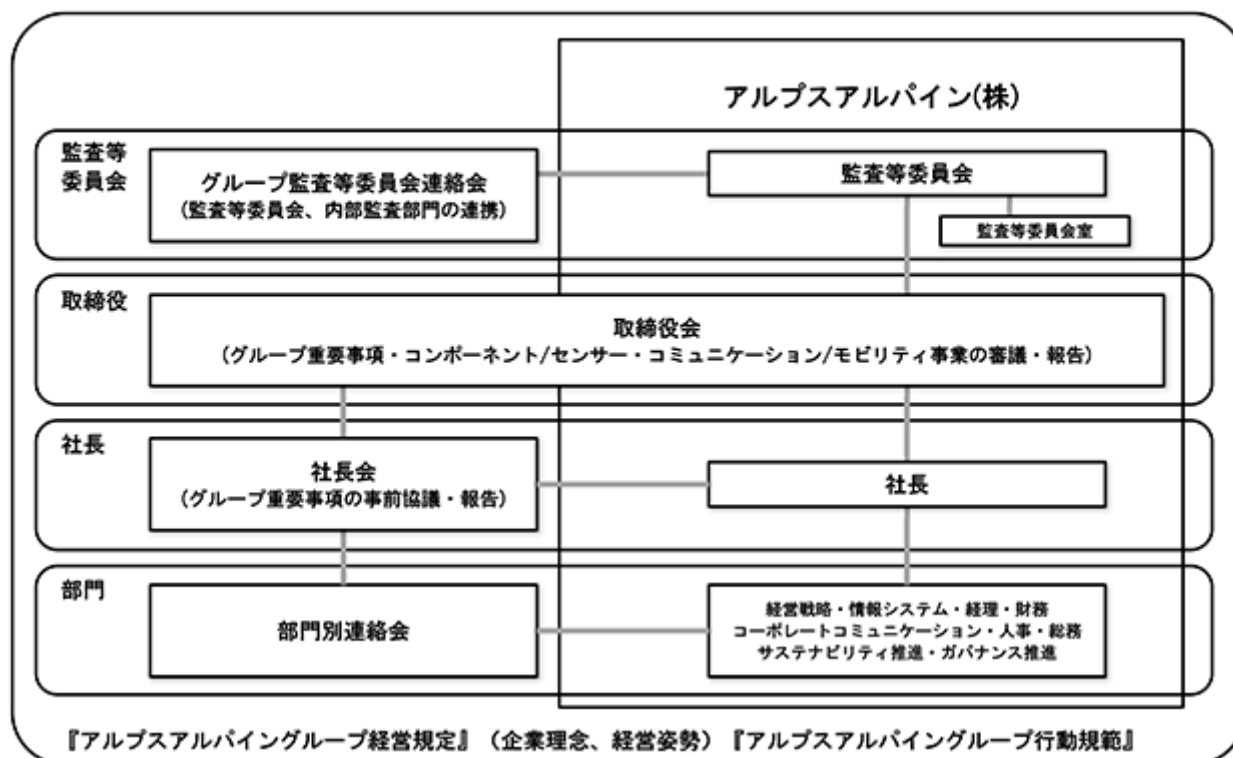 アルプスアルパイン(株)
監査等
委員会
グループ監査等委員会連絡会
(監査等委員会、内部監査部門の連携)
監査等委員会
監査等委員会室
取締役
取締役会
(グループ重要事項・コンポーネント/センサー・コミュニケーション/モビリティ事業の審議・報告)
社長
社長会
(グループ重要事項の事前協議・報告)
社長
部門
部門別連絡会
経営戦略・情報システム・経理・財務
コーポレートコミュニケーション・人事・総務
サステナビリティ推進・ガバナンス推進
『アルプスアルパイングループ経営規定』(企業理念、経営姿勢)『アルプスアルパイングループ行動規範』